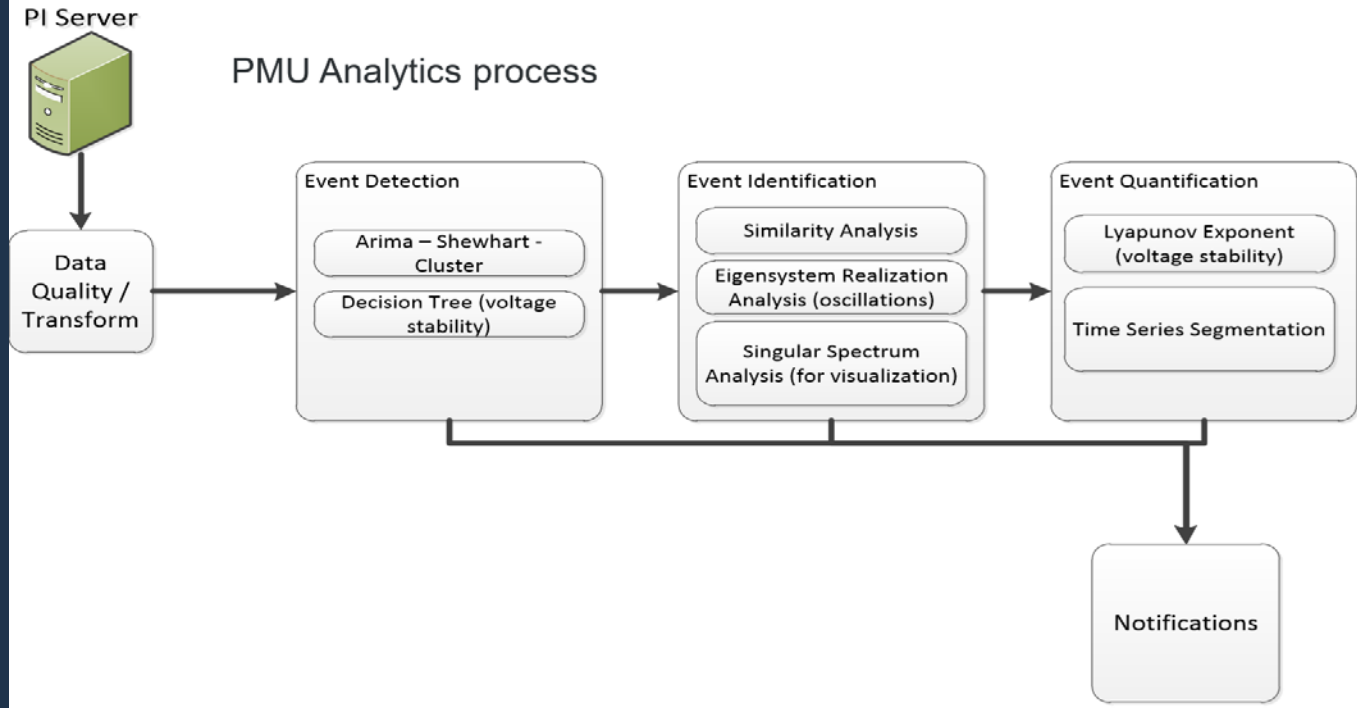 PI Server
PMU Analytics process
Data
Quality /
Transform
Event Detection
Arima – Shewhart -
Cluster
Decision Tree (voltage
stability)
Event Identification
Similarity Analysis
Eigensystem Realization
Analysis (oscillations)
Singular Spectrum
Analysis (for visualization)
Event Quantification
Lyapunov Exponent
(voltage stability)
Time Series Segmentation
Notifications